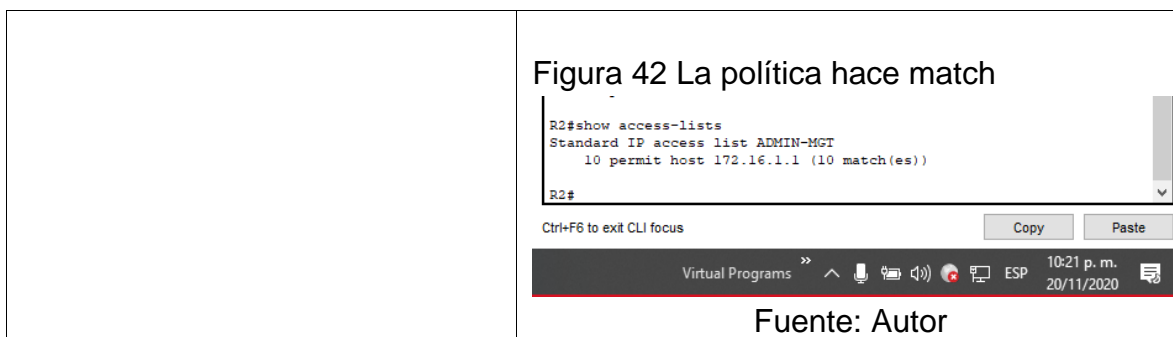 Figura 42 La política hace match
R2#show access-lists
Standard IP access list ADMIN-MGT
10 permit host 172.16.1.1 (10 match(es))
R2#
Ctrl+F6 to exit CLI focus
Copy
Paste
Virtual Programs
ESP
10:21 p. m.
20/11/2020
Fuente: Autor